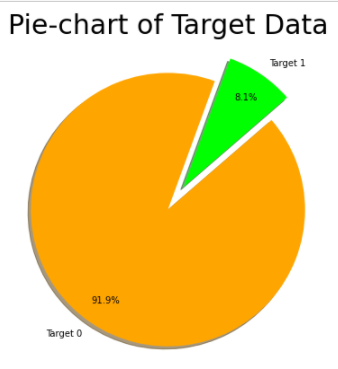 Pie-chart of Target Data
Target 1
8.1%
91.9%
Target 0